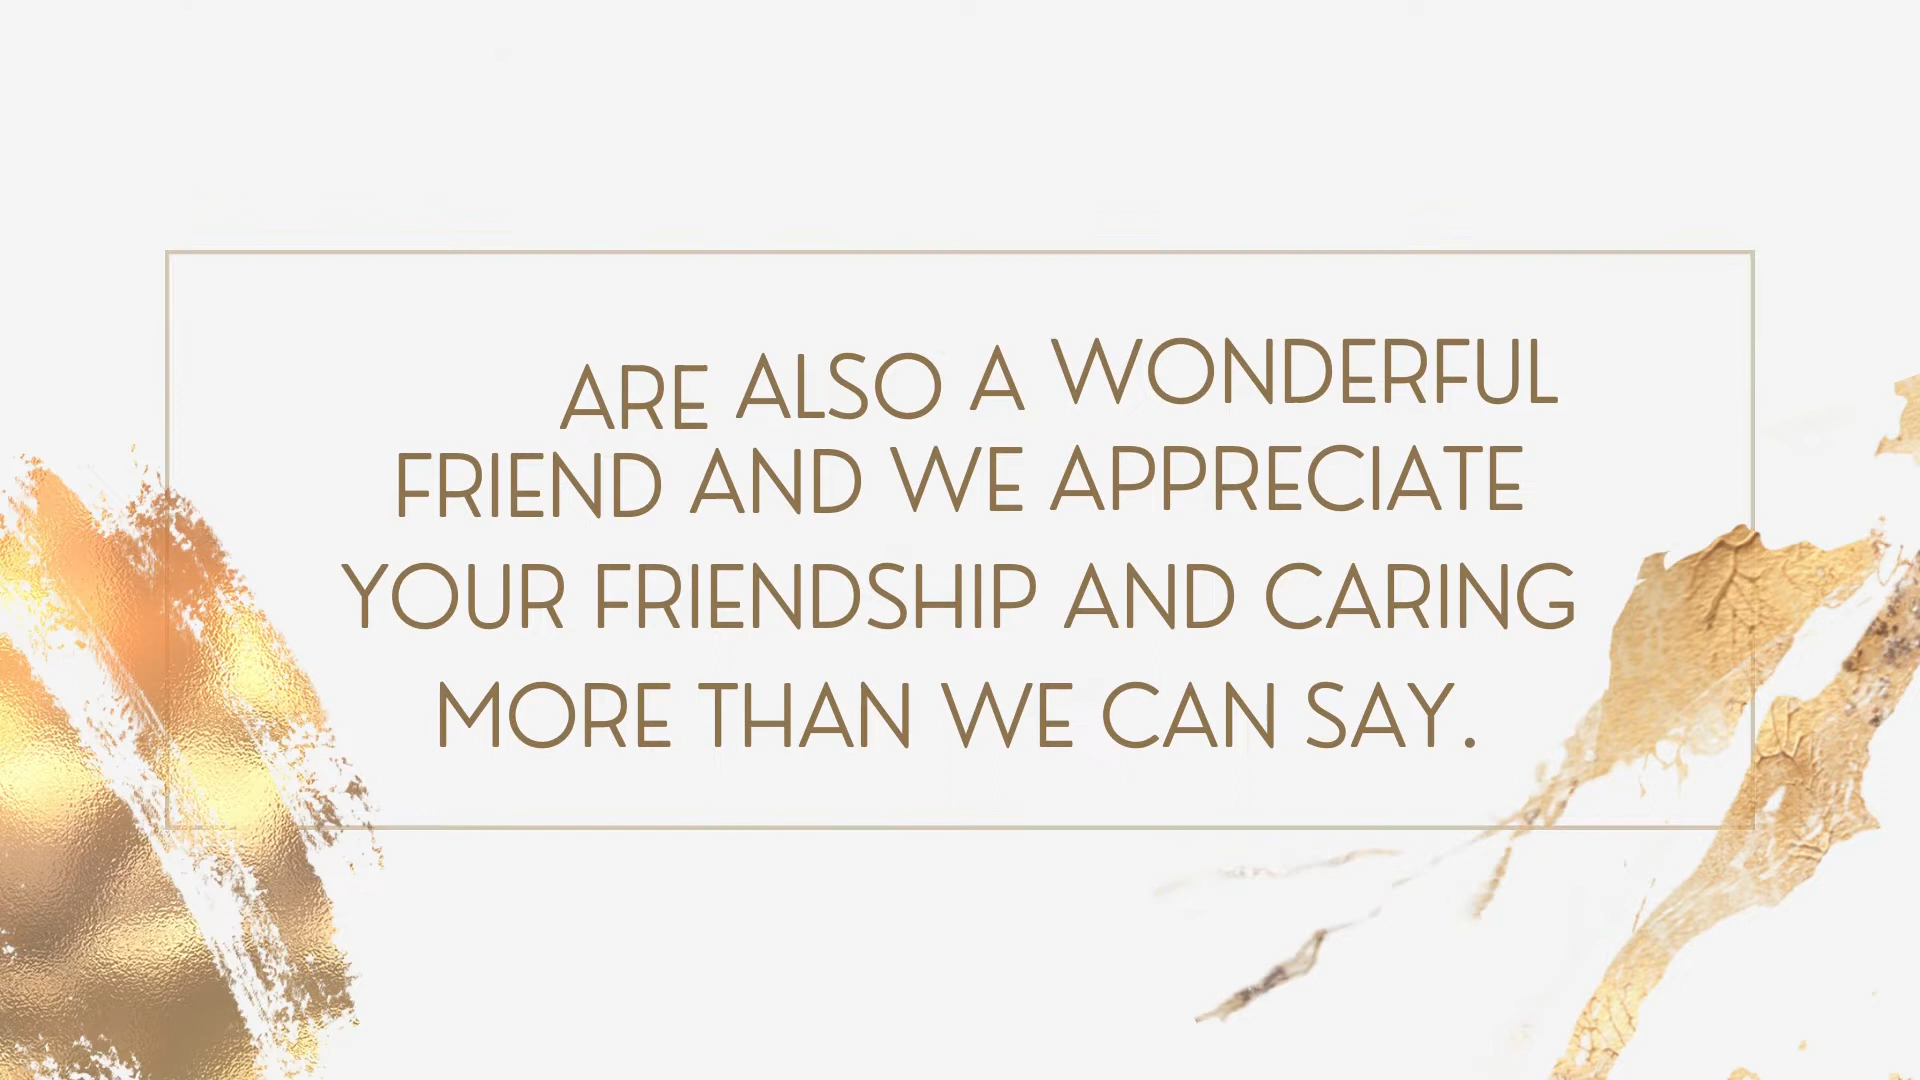 ARE ALSO A WONDERFUL
FRIEND AND WE APPRECIATE
YOUR FRIENDSHIP AND CARING
MORE THAN WE CAN SAY.